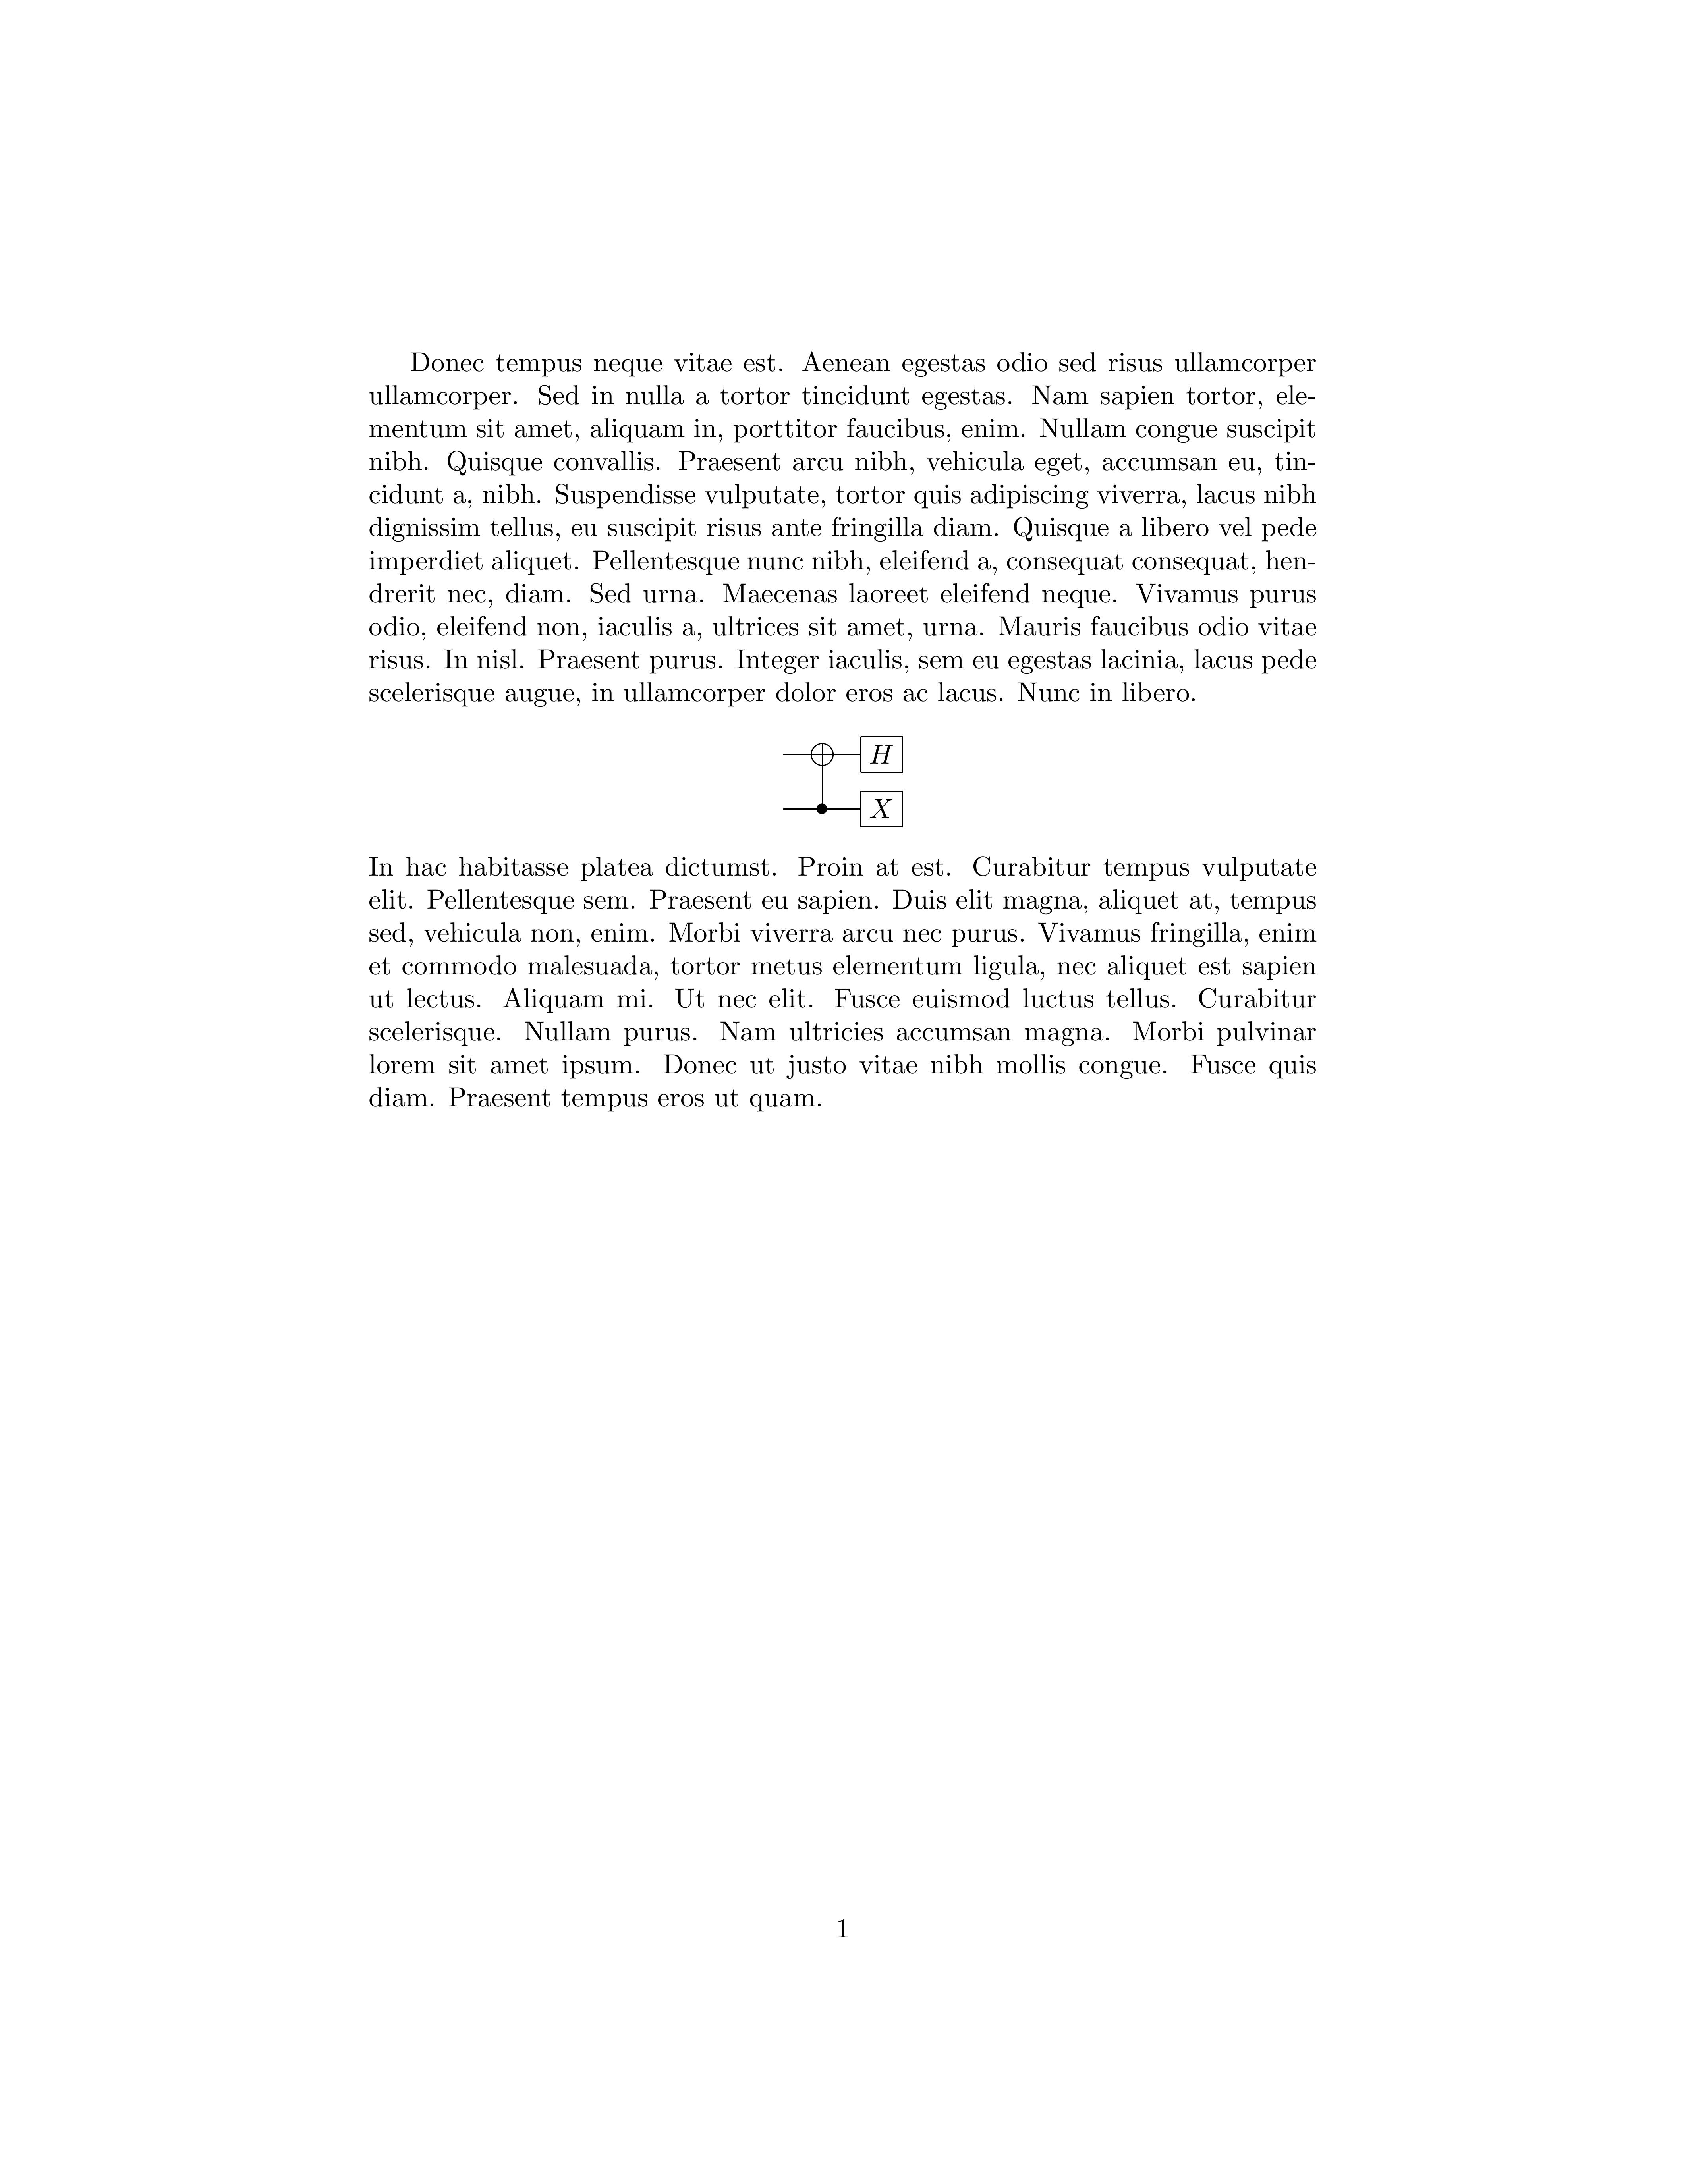 Donec tempus neque vitae est. Aenean egestas odio sed risus ullamcorper
ullamcorper. Sed in nulla a tortor tincidunt egestas. Nam sapien tortor, ele-
mentum sit amet, aliquam in, porttitor faucibus, enim. Nullam congue suscipit
nibh. Quisque convallis. Praesent arcu nibh, vehicula eget, accumsan eu, tin-
cidunt a, nibh. Suspendisse vulputate, tortor quis adipiscing viverra, lacus nibh
dignissim tellus, eu suscipit risus ante fringilla diam. Quisque a libero vel pede
imperdiet aliquet. Pellentesque nunc nibh, eleifend a, consequat consequat, hen-
drerit nec, diam. Sed urna. Maecenas laoreet eleifend neque. Vivamus purus
odio, eleifend non, iaculis a, ultrices sit amet, urna. Mauris faucibus odio vitae
risus. In nisl. Praesent purus. Integer iaculis, sem eu egestas lacinia, lacus pede
scelerisque augue, in ullamcorper dolor eros ac lacus. Nunc in libero.
H
X
In hac habitasse platea dictumst. Proin at est. Curabitur tempus vulputate
elit. Pellentesque sem. Praesent eu sapien. Duis elit magna, aliquet at, tempus
sed, vehicula non, enim. Morbi viverra arcu nec purus. Vivamus fringilla, enim
et commodo malesuada, tortor metus elementum ligula, nec aliquet est sapien
ut lectus. Aliquam mi. Ut nec elit. Fusce euismod luctus tellus. Curabitur
scelerisque. Nullam purus. Nam ultricies accumsan magna. Morbi pulvinar
lorem sit amet ipsum. Donec ut justo vitae nibh mollis congue. Fusce quis
diam. Praesent tempus eros ut quam.
1